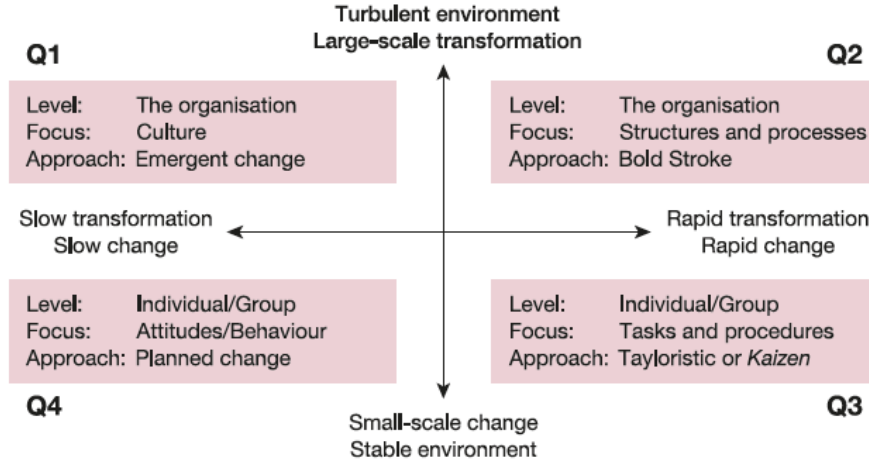 Turbulent environment
Large-scale transformation
Q1
Q2
Level: The organisation
Focus: Culture
Approach: Emergent change
Level: The organisation
Focus: Structures and processes
Approach: Bold Stroke
Slow transformation
Slow change
Rapid transformation
Rapid change
Level: Individual/Group
Focus: Attitudes/Behaviour
Approach: Planned change
Level: Individual/Group
Focus: Tasks and procedures
Approach: Tayloristic or Kaizen
Q4
Q3
Small-scale change
Stable environment